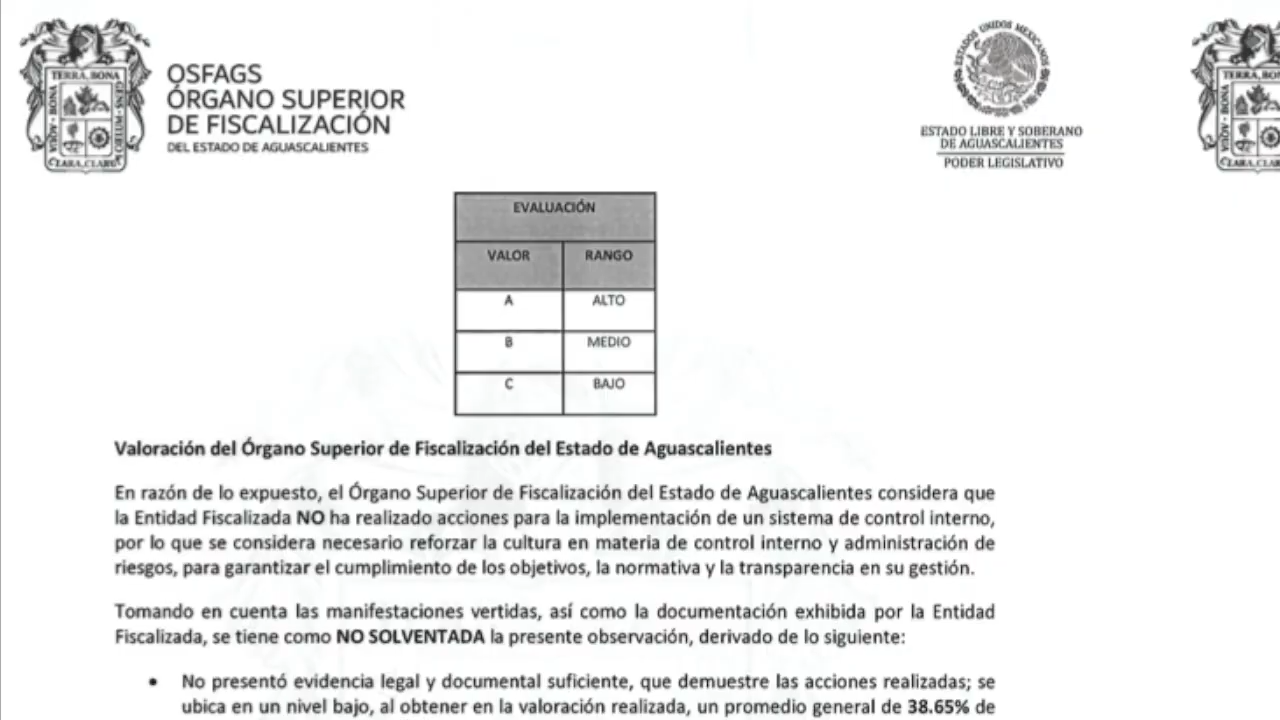 OSFAGS
ÓRGANO SUPERIOR
DE FISCALIZACIÓN
DEL ESTADO DE AGUASCALIENTES
TERRA BONA
BONA
CLARA, CLARU
ESTADOS UNIDOS MEXICANOS
ESTADO LIBRE Y SOBERANO
DE AGUASCALIENTES
PODER LEGISLATIVO
EVALUACIÓN
VALOR RANGO
A ALTO
B MEDIO
C BAJO
Valoración del Órgano Superior de Fiscalización del Estado de Aguascalientes
En razón de lo expuesto, el Órgano Superior de Fiscalización del Estado de Aguascalientes considera que
la Entidad Fiscalizada NO ha realizado acciones para la implementación de un sistema de control interno,
por lo que se considera necesario reforzar la cultura en materia de control interno y administración de
riesgos, para garantizar el cumplimiento de los objetivos, la normativa y la transparencia en su gestión.
Tomando en cuenta las manifestaciones vertidas, así como la documentación exhibida por la Entidad
Fiscalizada, se tiene como NO SOLVENTADA la presente observación, derivado de lo siguiente:
• No presentó evidencia legal y documental suficiente, que demuestre las acciones realizadas; se
ubica en un nivel bajo, al obtener en la valoración realizada, un promedio general de 38.65% de